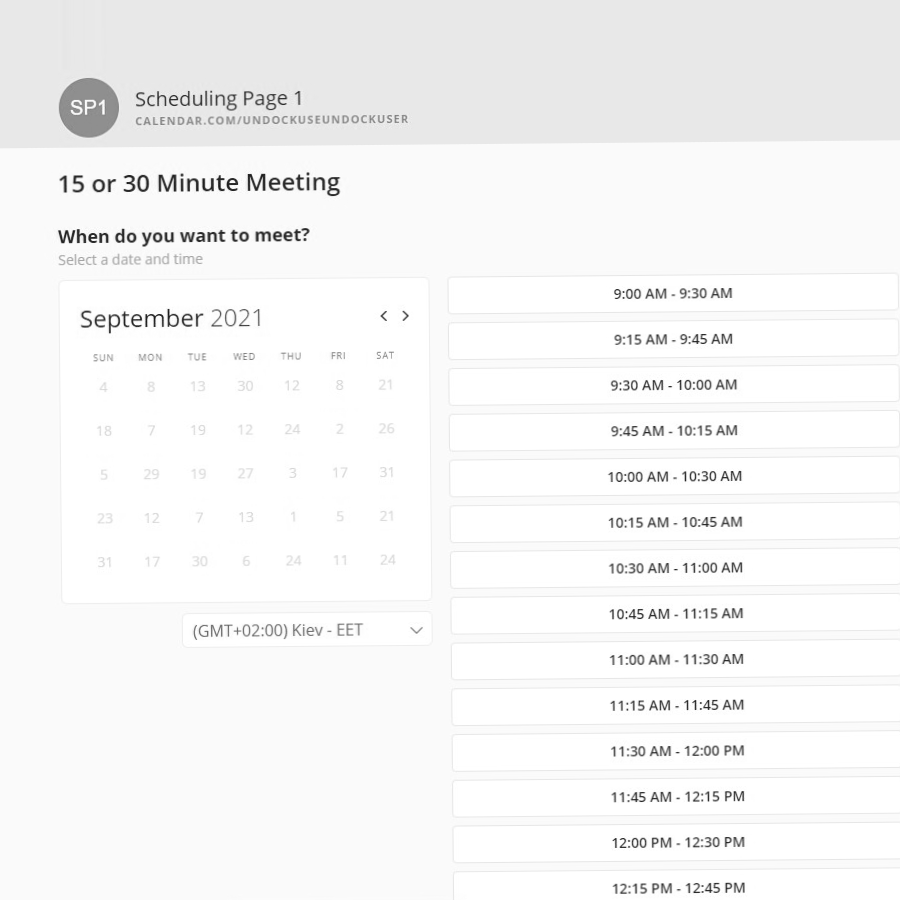 SP1
Scheduling Page 1
CALENDAR.COM/UNDOCKUSEUNDOCKUSER
15 or 30 Minute Meeting
When do you want to meet?
Select a date and time
September 2021 < >
SUN MON TUE WED THU FRI SAT
4 8 13 30 12 8 21
18 7 19 12 24 2 26
5 29 19 27 3 17 31
23 12 7 13 1 5 21
31 17 30 6 24 11 24
(GMT+02:00) Kiev - EET
9:00 AM - 9:30 AM
9:15 AM - 9:45 AM
9:30 AM - 10:00 AM
9:45 AM - 10:15 AM
10:00 AM - 10:30 AM
10:15 AM - 10:45 AM
10:30 AM - 11:00 AM
10:45 AM - 11:15 AM
11:00 AM - 11:30 AM
11:15 AM - 11:45 AM
11:30 AM - 12:00 PM
11:45 AM - 12:15 PM
12:00 PM - 12:30 PM
12:15 PM - 12:45 PM